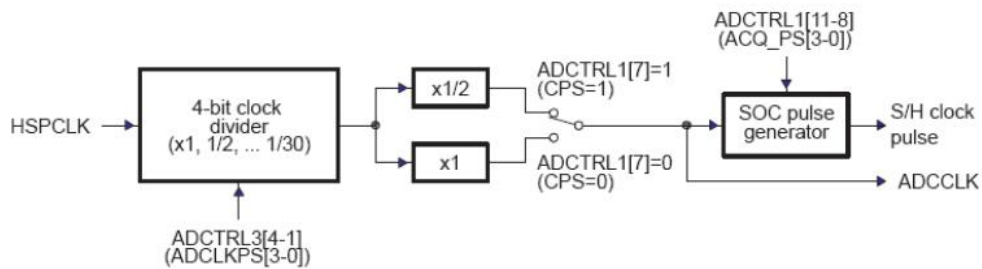 ADCTRL1[11-8]
(ACQ_PS[3-0])
HSPCLK
4-bit clock
divider
(x1, 1/2, ... 1/30)
x1/2
x1
ADCTRL1[7]=1
(CPS=1)
ADCTRL1[7]=0
(CPS=0)
SOC pulse
generator
S/H clock
pulse
ADCCLK
ADCTRL3[4-1]
(ADCLKPS[3-0])